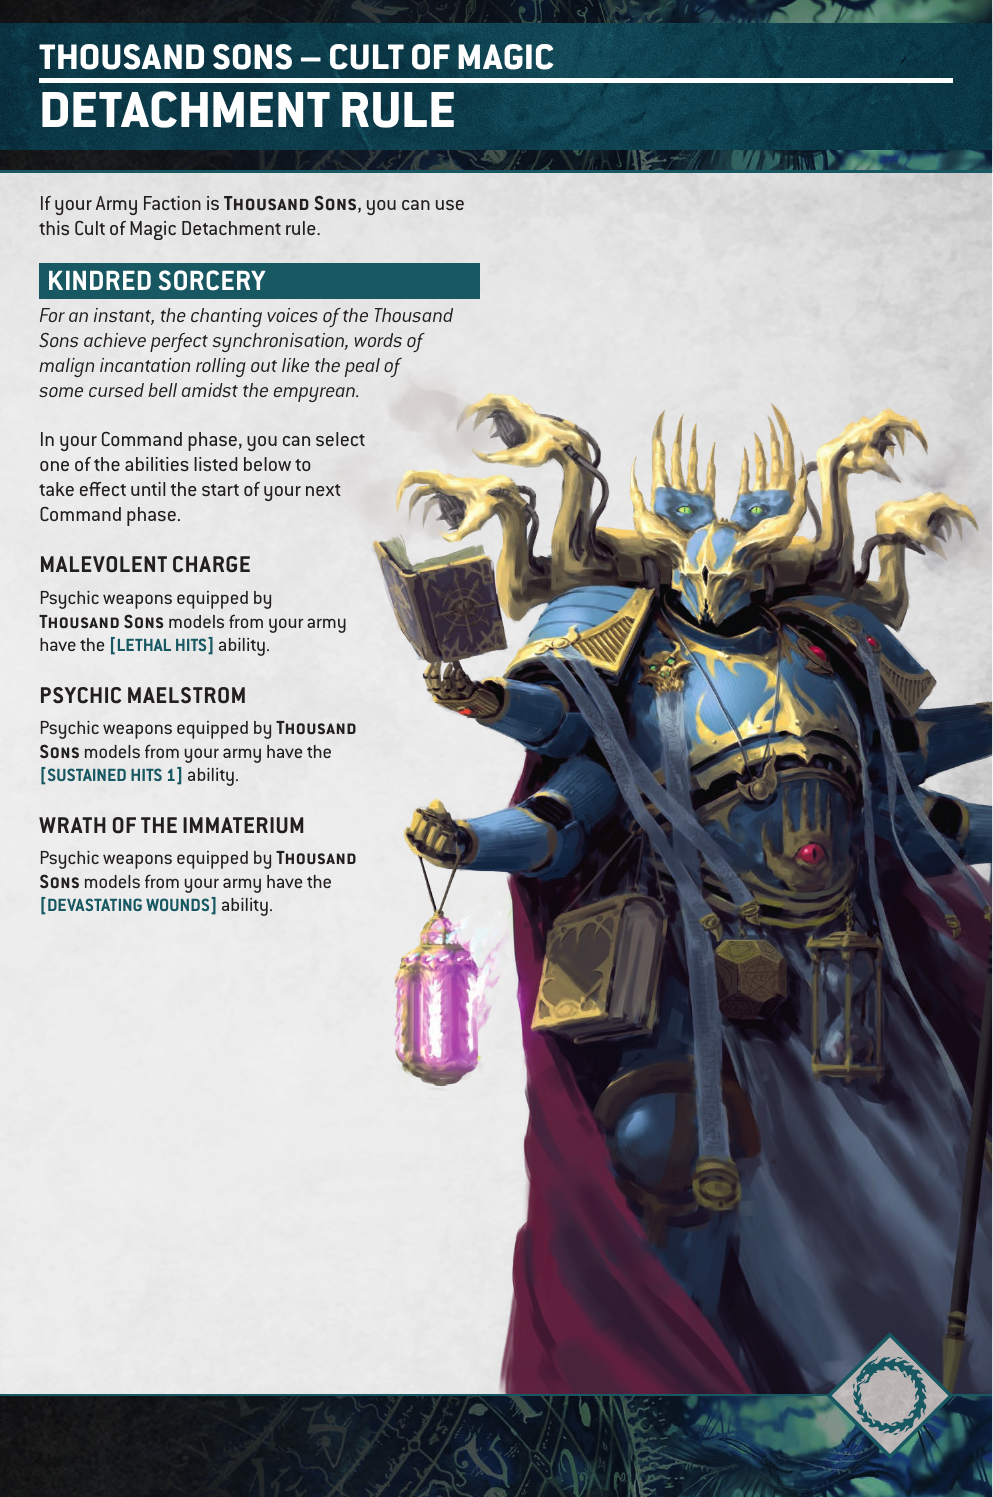 THOUSAND SONS – CULT OF MAGIC
DETACHMENT RULE
If your Army Faction is THOUSAND SONS, you can use
this Cult of Magic Detachment rule.
KINDRED SORCERY
For an instant, the chanting voices of the Thousand
Sons achieve perfect synchronisation, words of
malign incantation rolling out like the peal of
some cursed bell amidst the empyrean.
In your Command phase, you can select
one of the abilities listed below to
take effect until the start of your next
Command phase.
MALEVOLENT CHARGE
Psychic weapons equipped by
THOUSAND SONS models from your army
have the [LETHAL HITS] ability.
PSYCHIC MAELSTROM
Psychic weapons equipped by THOUSAND
SONS models from your army have the
[SUSTAINED HITS 1] ability.
WRATH OF THE IMMATERIUM
Psychic weapons equipped by THOUSAND
SONS models from your army have the
[DEVASTATING WOUNDS] ability.